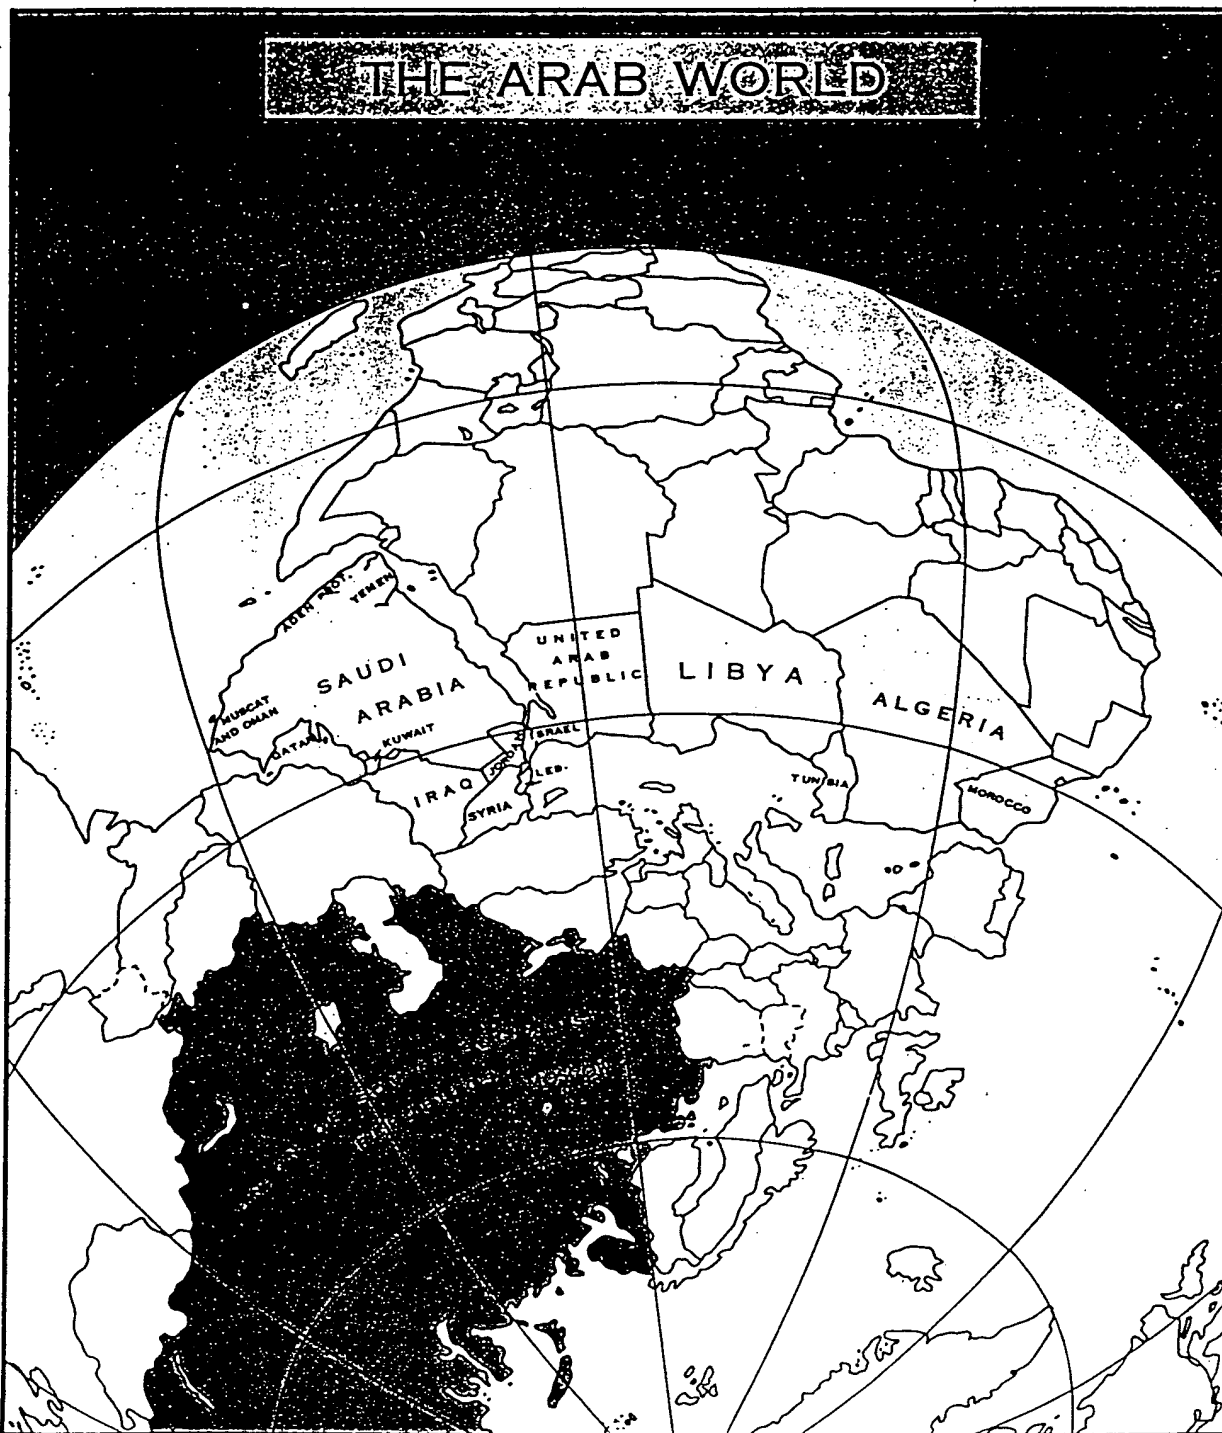 THE ARAB WORLD
ADEN PROT.
YEMEN
UNITED
ARAB
REPUBLIC
SAUDI
ARABIA
LIBYA
ALGERIA
MUSCAT
AND OMAN
QATAR
KUWAIT
JORDAN
ISRAEL
IRAQ
LEB.
SYRIA
TUNISIA
MOROCCO